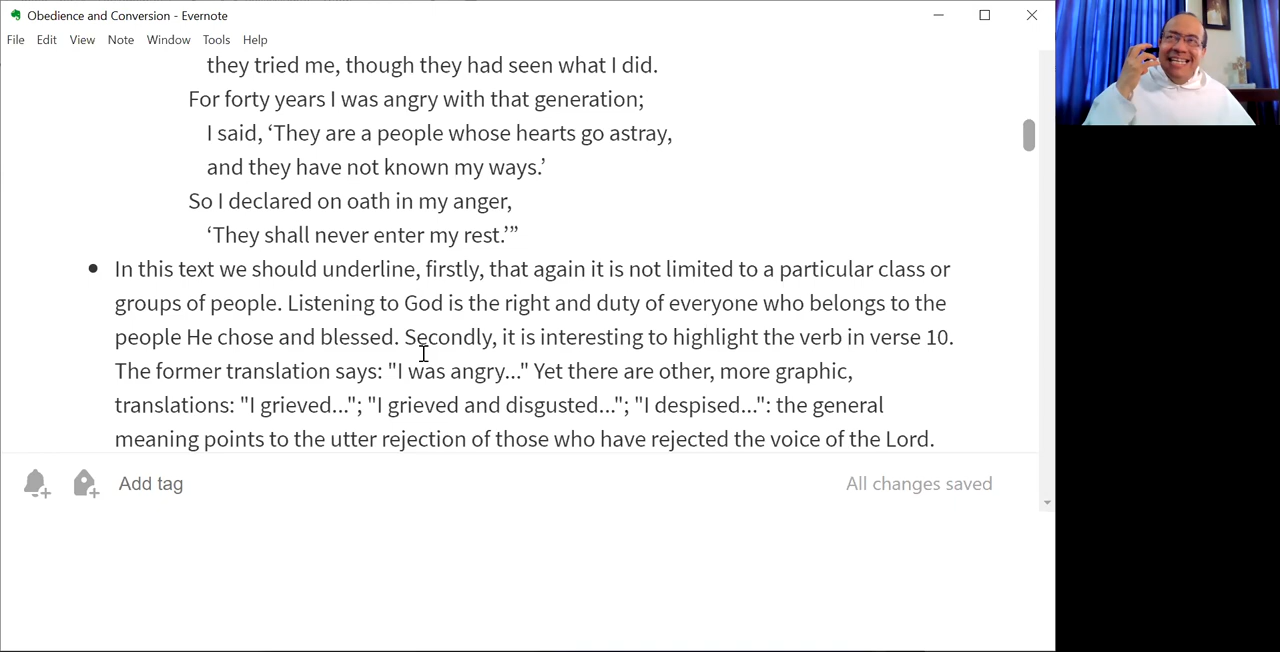 Obedience and Conversion - Evernote
File Edit View Note Window Tools Help
they tried me, though they had seen what I did.
For forty years I was angry with that generation;
I said, ‘They are a people whose hearts go astray,
and they have not known my ways.’
So I declared on oath in my anger,
‘They shall never enter my rest.’”
In this text we should underline, firstly, that again it is not limited to a particular class or
groups of people. Listening to God is the right and duty of everyone who belongs to the
people He chose and blessed. Secondly, it is interesting to highlight the verb in verse 10.
The former translation says: "I was angry..." Yet there are other, more graphic,
translations: "I grieved..."; "I grieved and disgusted..."; "I despised...": the general
meaning points to the utter rejection of those who have rejected the voice of the Lord.
Add tag
All changes saved